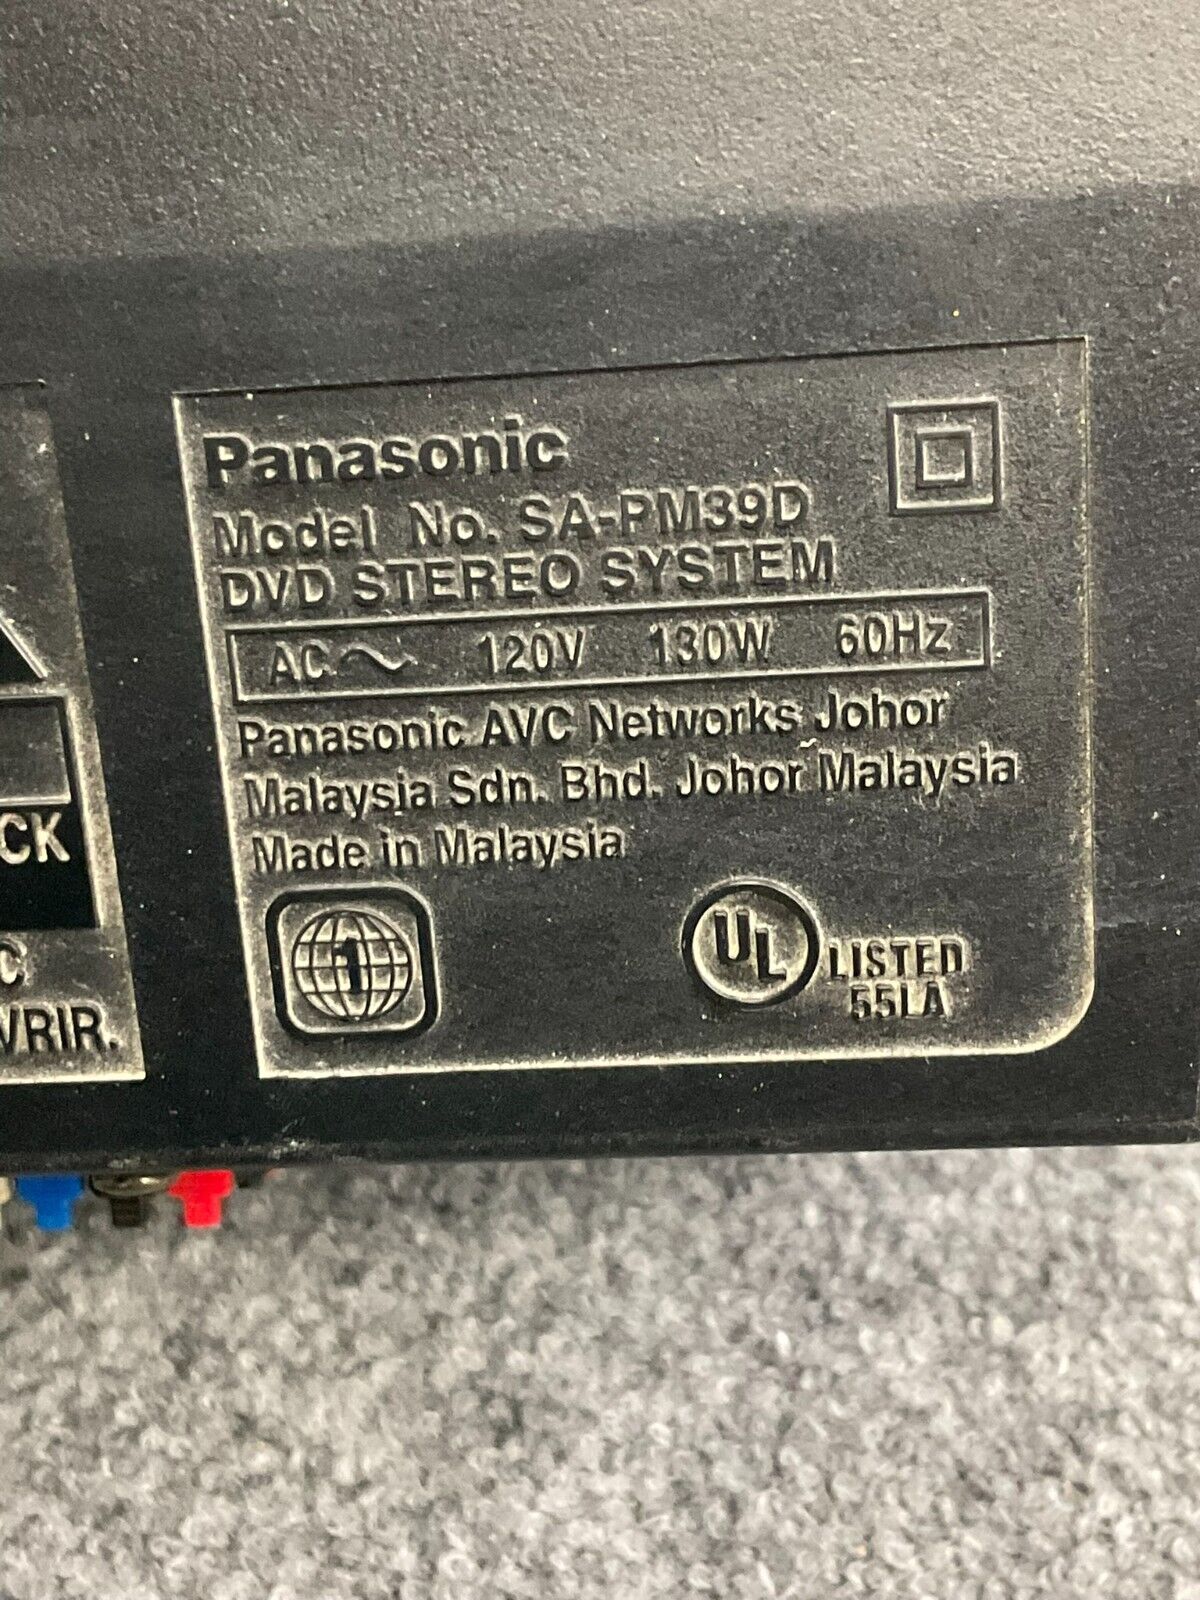 Panasonic
Model No. SA-PM39D
DVD STEREO SYSTEM
AC 120V 130W 60Hz
Panasonic AVC Networks Johor
Malaysia Sdn. Bhd. Johor Malaysia
Made in Malaysia
1
UL LISTED
55LA
CK
C
VRIR.